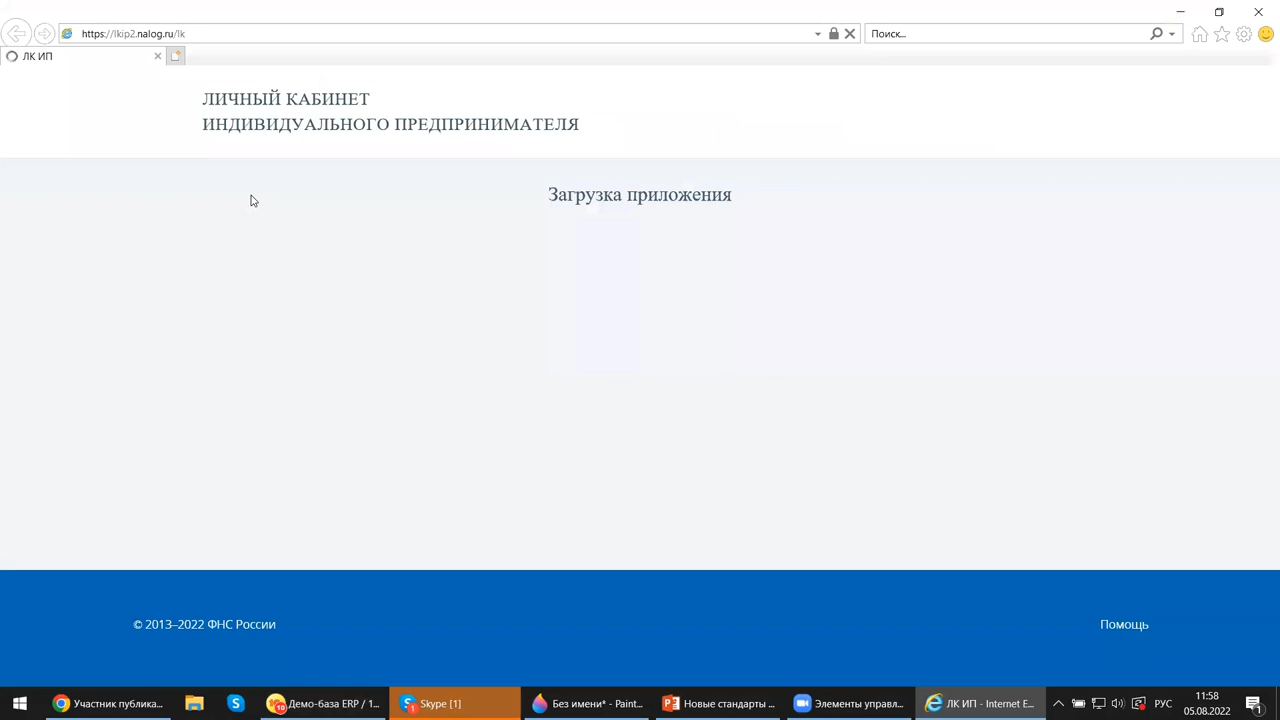 https://lkip2.nalog.ru/lk
Поиск...
ЛК ИП
ЛИЧНЫЙ КАБИНЕТ
ИНДИВИДУАЛЬНОГО ПРЕДПРИНИМАТЕЛЯ
Загрузка приложения
© 2013–2022 ФНС России
Помощь
Участник публика...
Демо-база ERP / 1...
Skype [1]
Без имени* - Paint...
Новые стандарты ...
Элементы управл...
ЛК ИП - Internet E...
РУС
11:58
05.08.2022